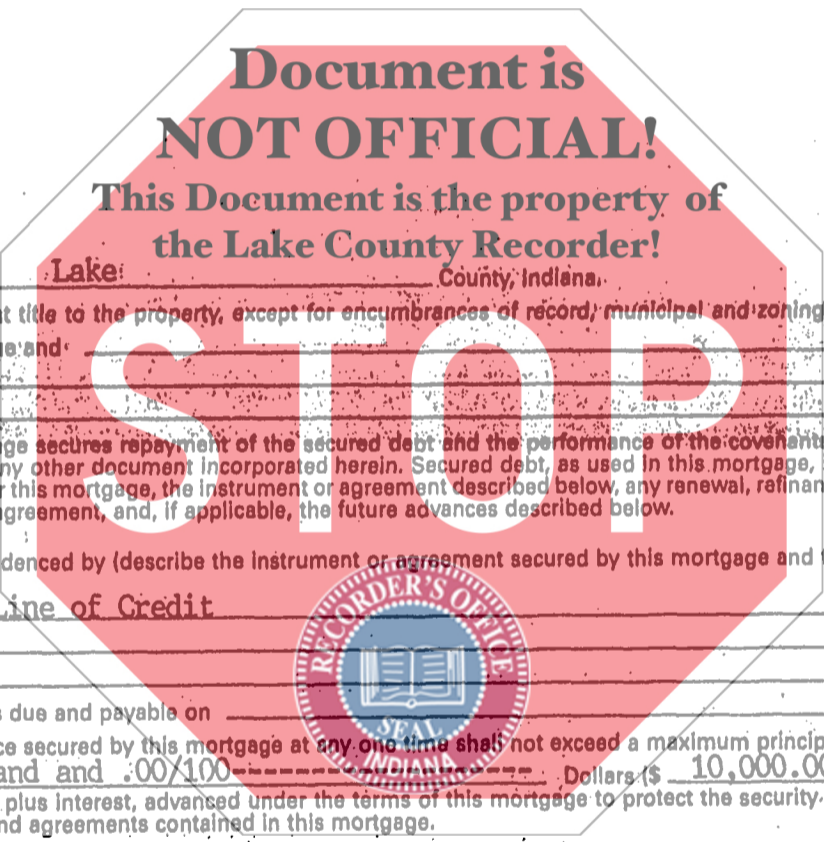 Document is
NOT OFFICIAL!
This Document is the property of
the Lake County Recorder!
Lake County, Indiana.
t title to the property, except for encumbrances of record, municipal and zoning
e and
STOP
ge secures repayment of the secured debt and the performance of the covenants
ny other document incorporated herein. Secured debt, as used in this mortgage,
r this mortgage, the instrument or agreement described below, any renewal, refinan
greement, and, if applicable, the future advances described below.
denced by (describe the instrument or agreement secured by this mortgage and t
Line of Credit
RECORDER'S OFFICE
SEAL
INDIANA
s due and payable on
ce secured by this mortgage at any one time shall not exceed a maximum princip
and and .00/100-------------------------- Dollars ($ 10,000.00
plus interest, advanced under the terms of this mortgage to protect the security
nd agreements contained in this mortgage.